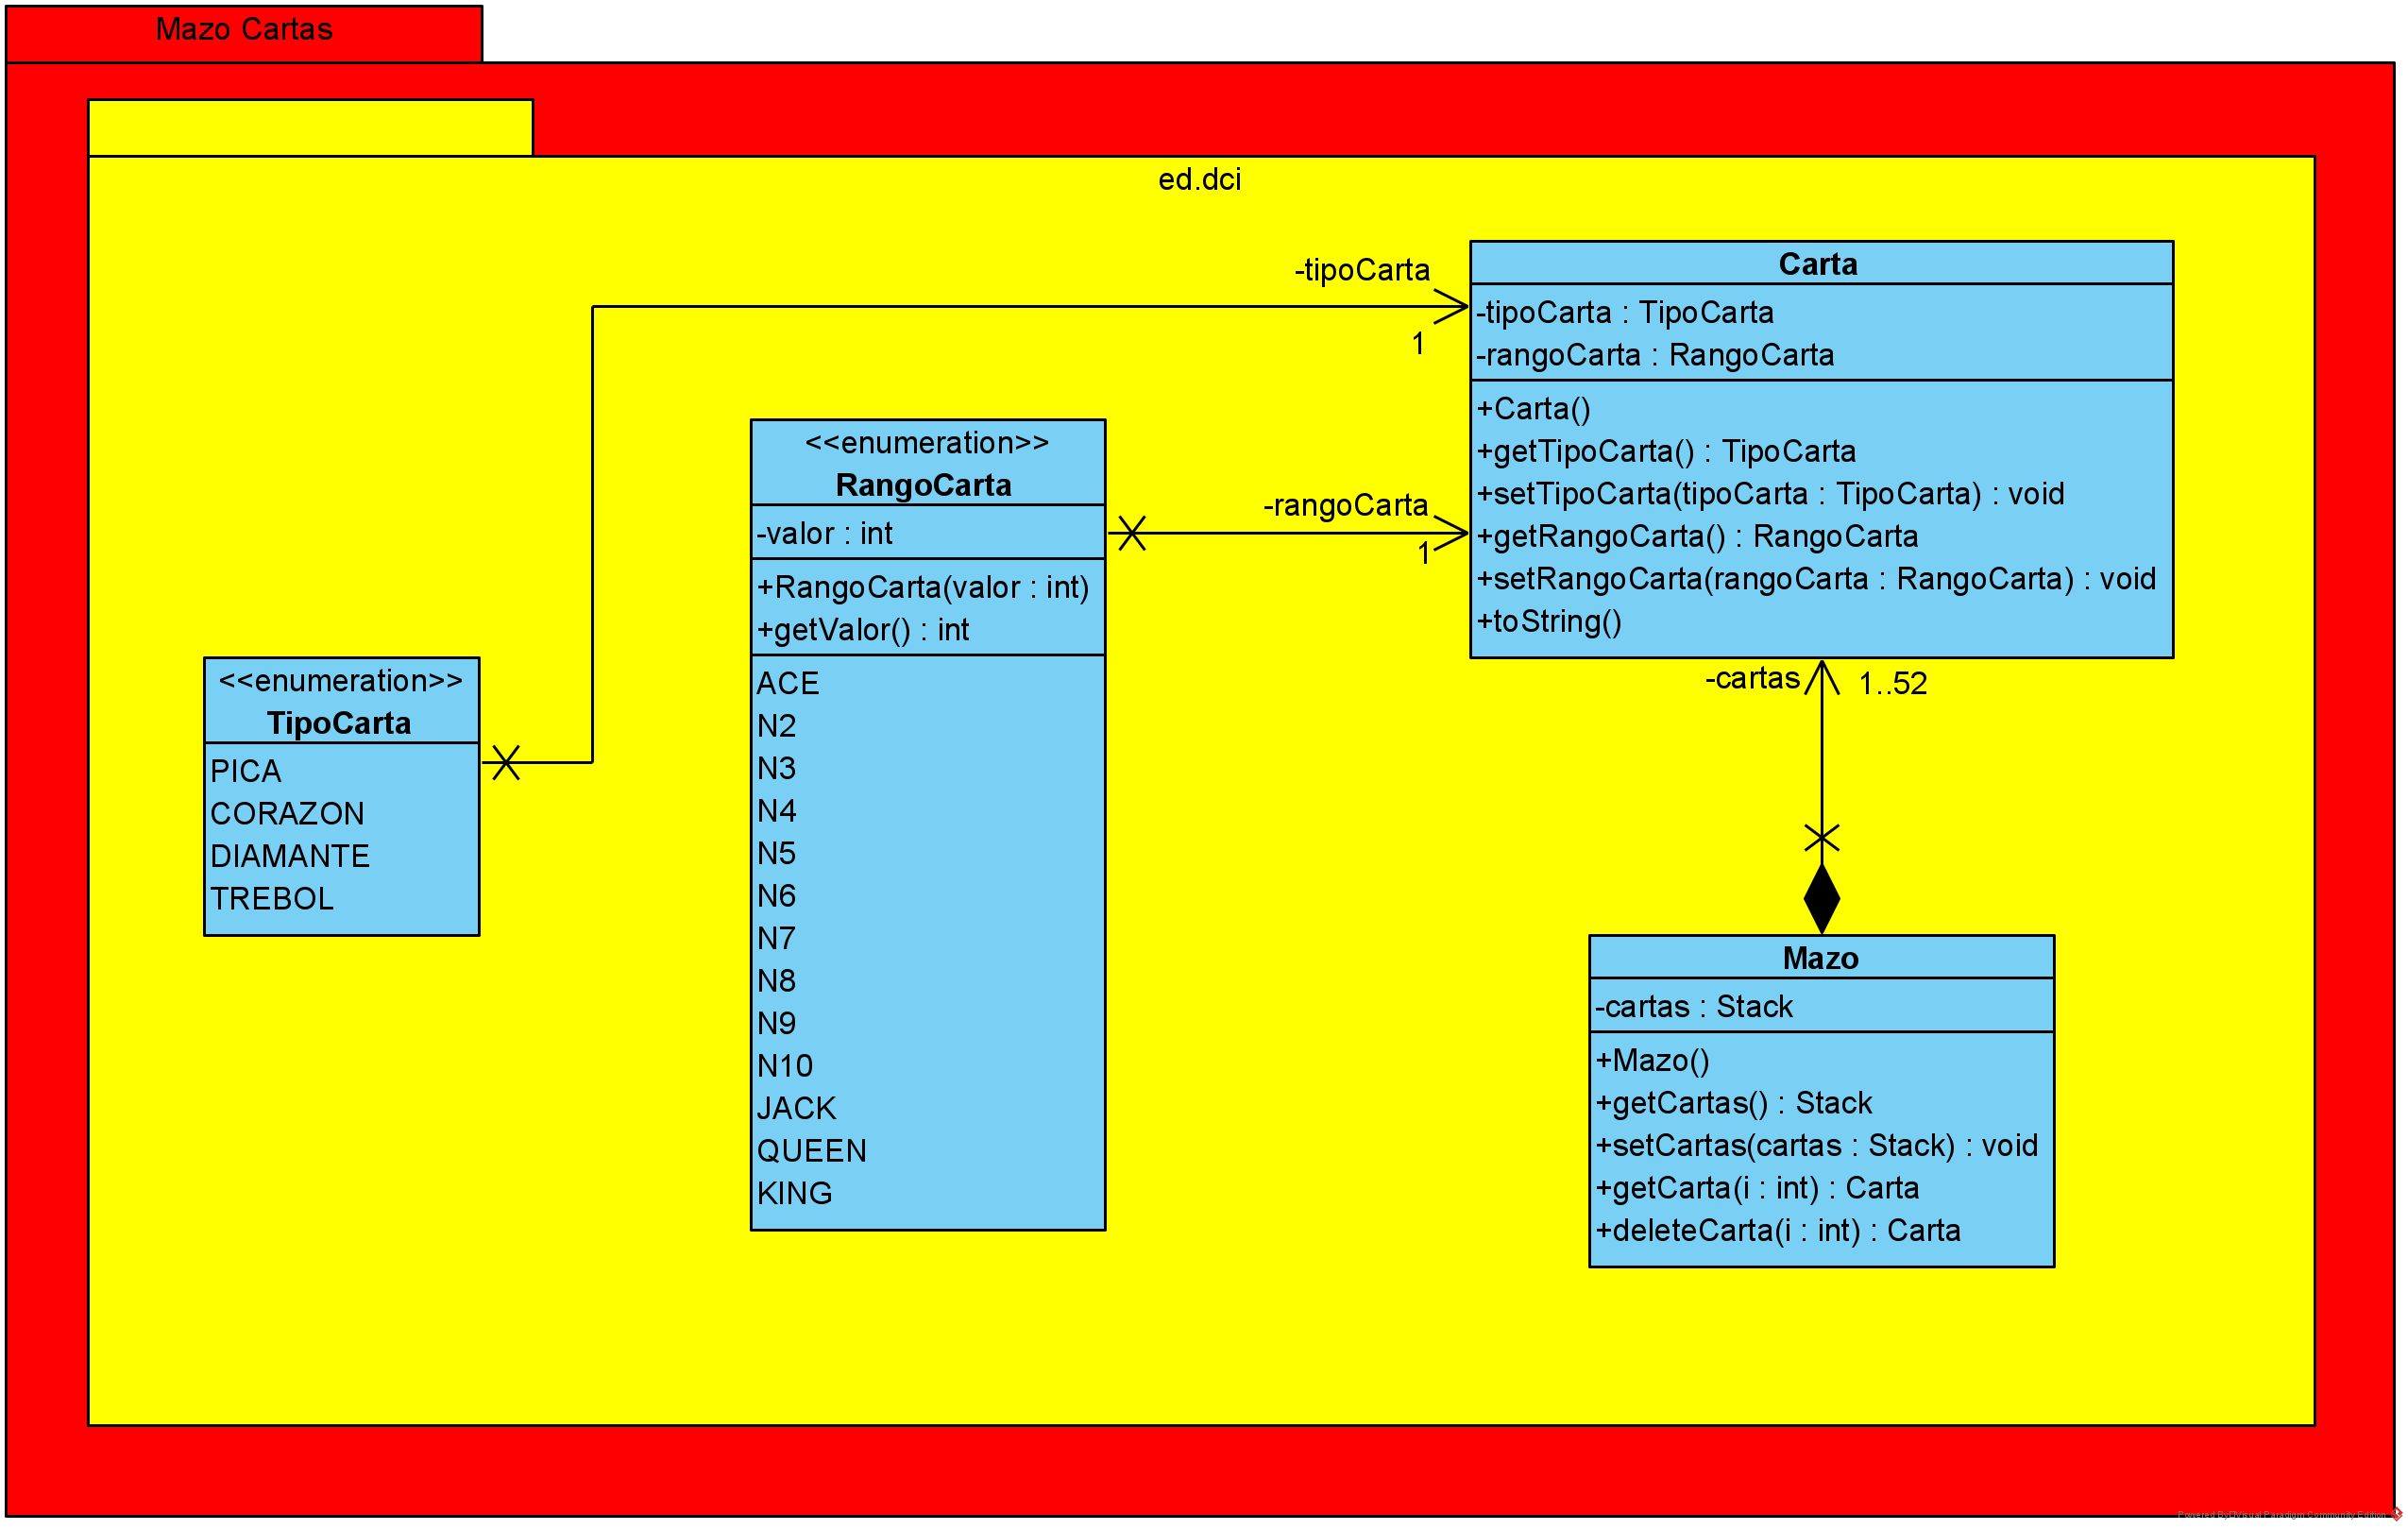 Mazo Cartas
ed.dci
-tipoCarta
1
Carta
-tipoCarta : TipoCarta
-rangoCarta : RangoCarta
+Carta()
+getTipoCarta() : TipoCarta
+setTipoCarta(tipoCarta : TipoCarta) : void
+getRangoCarta() : RangoCarta
+setRangoCarta(rangoCarta : RangoCarta) : void
+toString()
<<enumeration>>
RangoCarta
-valor : int
+RangoCarta(valor : int)
+getValor() : int
ACE
N2
N3
N4
N5
N6
N7
N8
N9
N10
JACK
QUEEN
KING
-rangoCarta
1
<<enumeration>>
TipoCarta
PICA
CORAZON
DIAMANTE
TREBOL
-cartas
1..52
Mazo
-cartas : Stack
+Mazo()
+getCartas() : Stack
+setCartas(cartas : Stack) : void
+getCarta(i : int) : Carta
+deleteCarta(i : int) : Carta
Powered By Visual Paradigm Community Edition